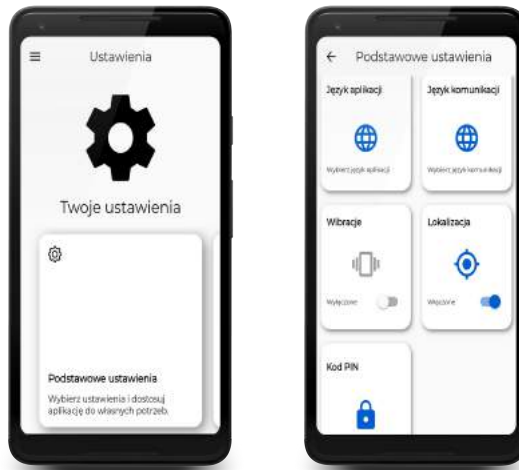 Ustawienia
Twoje ustawienia
Podstawowe ustawienia
Wybierz ustawienia i dostosuj
aplikację do własnych potrzeb.
Podstawowe ustawienia
Język aplikacji
Język komunikacji
Wybierz język aplikacji
Wybierz język komunikacji
Wibracje
Lokalizacja
Wyłączone
Włączone
Kod PIN